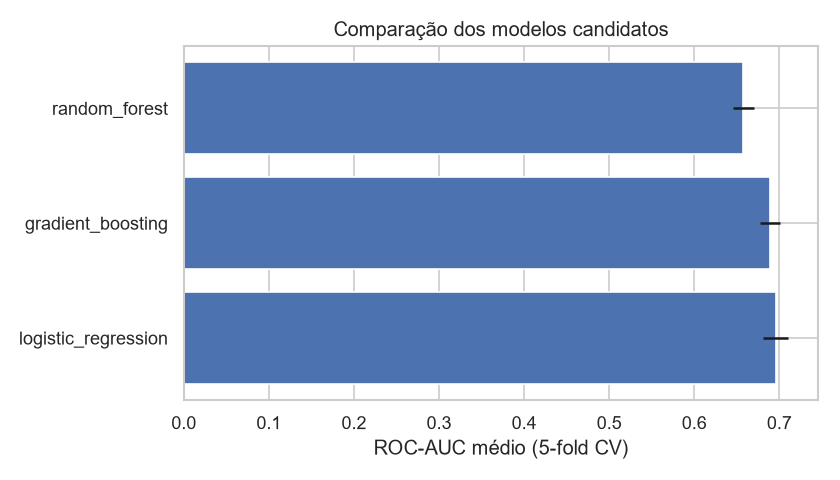 Comparação dos modelos candidatos
random_forest
gradient_boosting
logistic_regression
0.0 0.1 0.2 0.3 0.4 0.5 0.6 0.7
ROC-AUC médio (5-fold CV)